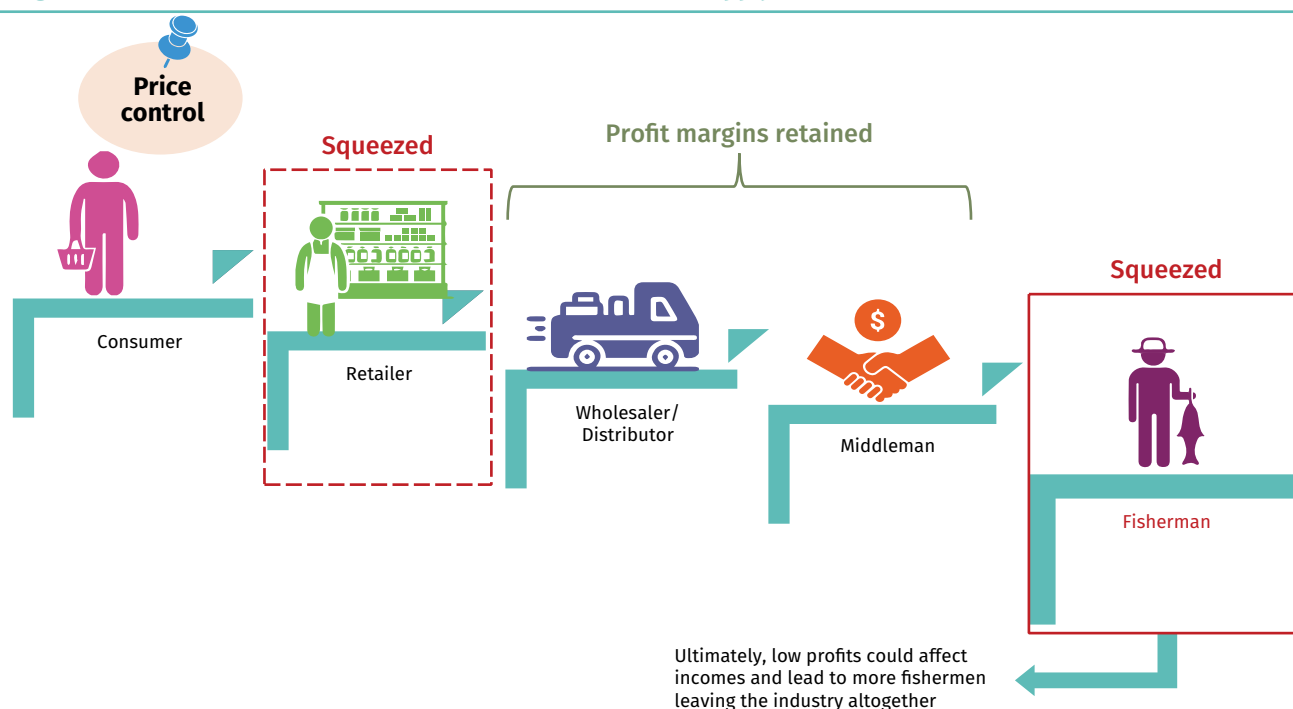 Price
control
Squeezed
Profit margins retained
Squeezed
Consumer
Retailer
Wholesaler/
Distributor
$
Middleman
Fisherman
Ultimately, low profits could affect
incomes and lead to more fishermen
leaving the industry altogether